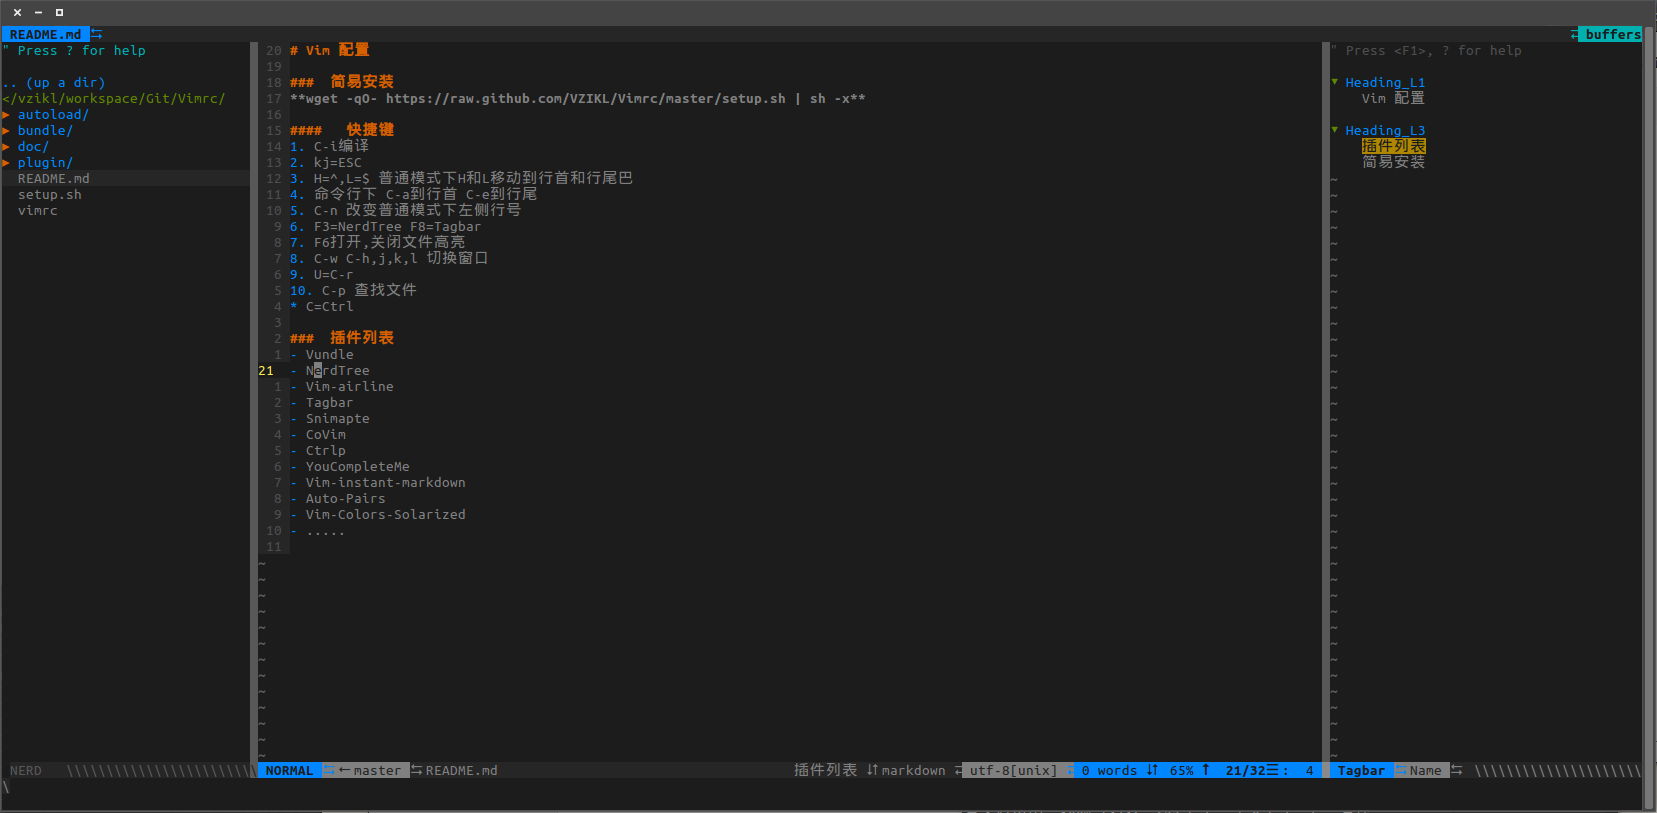 README.md
buffers
" Press ? for help
.. (up a dir)
</vzikl/workspace/Git/Vimrc/
▸ autoload/
▸ bundle/
▸ doc/
▸ plugin/
README.md
setup.sh
vimrc
20 # Vim 配置
19
18 ###  简易安装
17 **wget -qO- https://raw.github.com/VZIKL/Vimrc/master/setup.sh | sh -x**
16
15 ####   快捷键
14 1. C-i编译
13 2. kj=ESC
12 3. H=^,L=$ 普通模式下H和L移动到行首和行尾巴
11 4. 命令行下 C-a到行首 C-e到行尾
10 5. C-n 改变普通模式下左侧行号
9 6. F3=NerdTree F8=Tagbar
8 7. F6打开,关闭文件高亮
7 8. C-w C-h,j,k,l 切换窗口
6 9. U=C-r
5 10. C-p 查找文件
4 * C=Ctrl
3
2 ###  插件列表
1 - Vundle
21 - NerdTree
1 - Vim-airline
2 - Tagbar
3 - Snimapte
4 - CoVim
5 - Ctrlp
6 - YouCompleteMe
7 - Vim-instant-markdown
8 - Auto-Pairs
9 - Vim-Colors-Solarized
10 - .....
11
" Press <F1>, ? for help
▼ Heading_L1
Vim 配置
▼ Heading_L3
插件列表
简易安装
NERD \\\\\\\\\\\\\\\\\\\\\\\\
NORMAL ← master README.md 插件列表 markdown utf-8[unix] 0 words 65% 21/32☰ : 4
Tagbar Name \\\\\\\\\\\\\\\\\\\\\
\